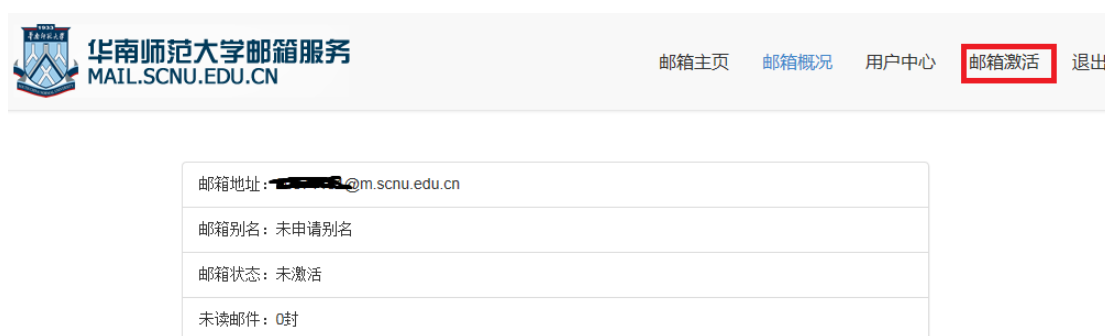 华南师范大学邮箱服务
MAIL.SCNU.EDU.CN
邮箱主页 邮箱概况 用户中心 邮箱激活 退出
邮箱地址：@m.scnu.edu.cn
邮箱别名：未申请别名
邮箱状态：未激活
未读邮件：0封